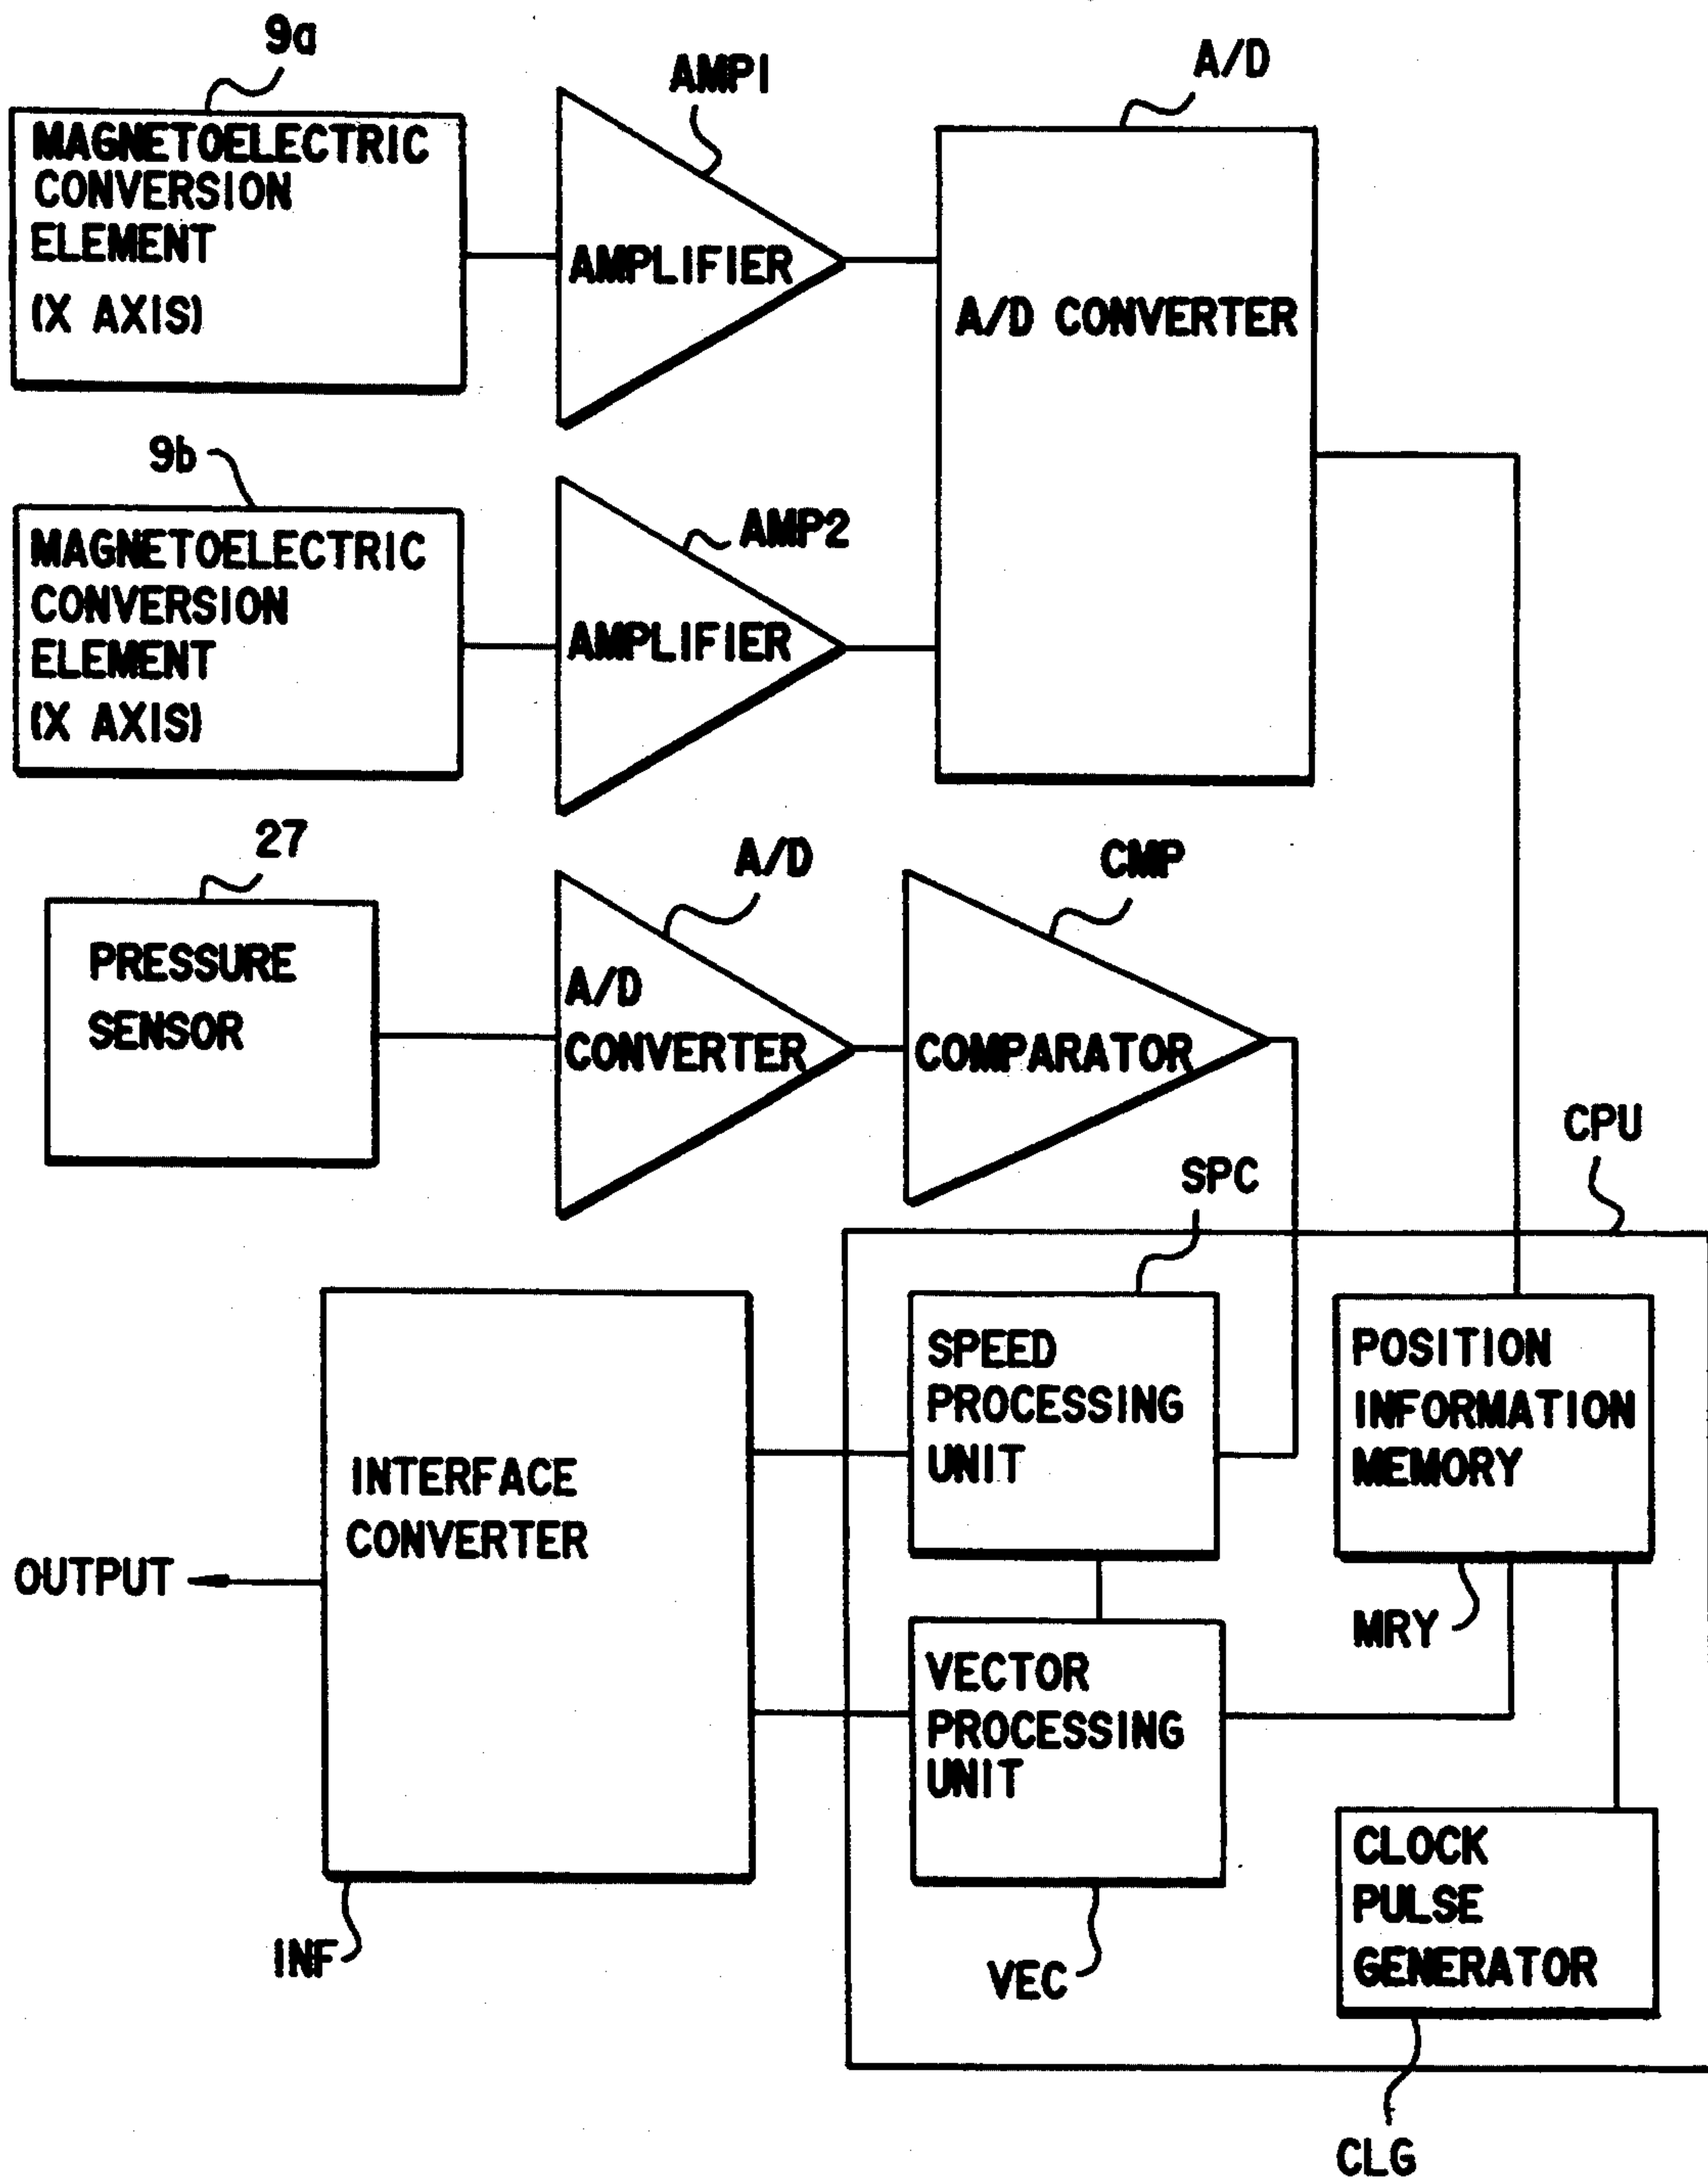 9a
MAGNETOELECTRIC
CONVERSION
ELEMENT
(X AXIS)
AMP1
AMPLIFIER
A/D
A/D CONVERTER
9b
MAGNETOELECTRIC
CONVERSION
ELEMENT
(X AXIS)
AMP2
AMPLIFIER
27
PRESSURE
SENSOR
A/D
A/D
CONVERTER
CMP
COMPARATOR
CPU
SPC
SPEED
PROCESSING
UNIT
POSITION
INFORMATION
MEMORY
MRY
INTERFACE
CONVERTER
OUTPUT
INF
VECTOR
PROCESSING
UNIT
VEC
CLOCK
PULSE
GENERATOR
CLG